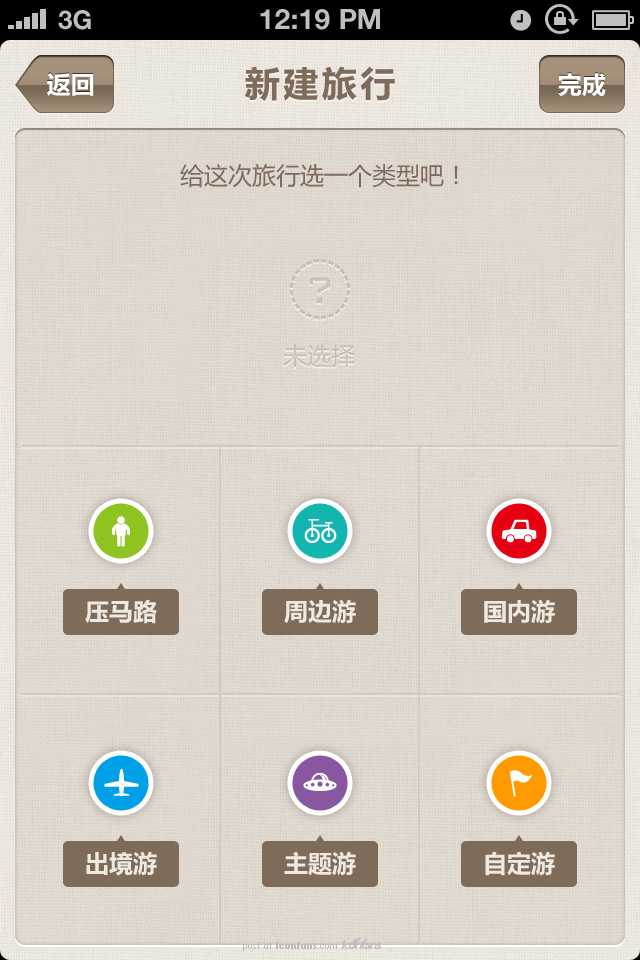 3G 12:19 PM
返回 新建旅行 完成
给这次旅行选一个类型吧！
?
未选择
压马路 周边游 国内游
出境游 主题游 自定游
post at iconfans.com iconfans